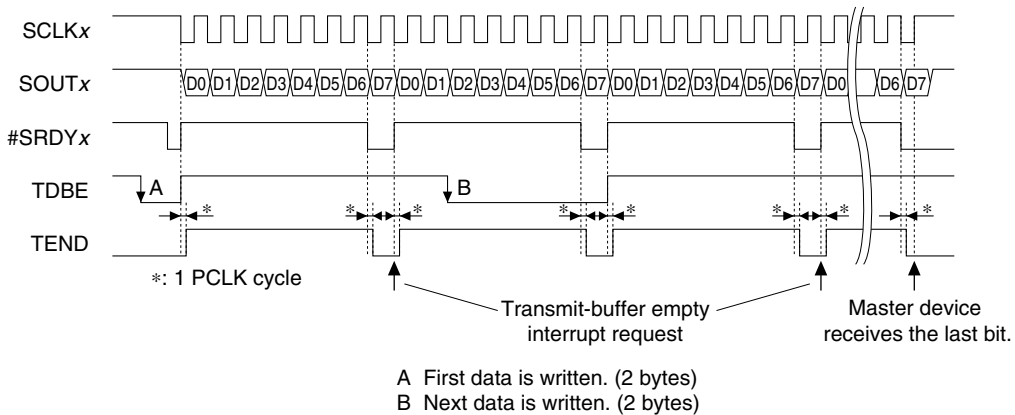 SCLKx
SOUTx D0 D1 D2 D3 D4 D5 D6 D7 D0 D1 D2 D3 D4 D5 D6 D7 D0 D1 D2 D3 D4 D5 D6 D7 D0 D6 D7
#SRDYx
TDBE A B
* * * * * * *
TEND
*: 1 PCLK cycle
Transmit-buffer empty
interrupt request
Master device
receives the last bit.
A First data is written. (2 bytes)
B Next data is written. (2 bytes)